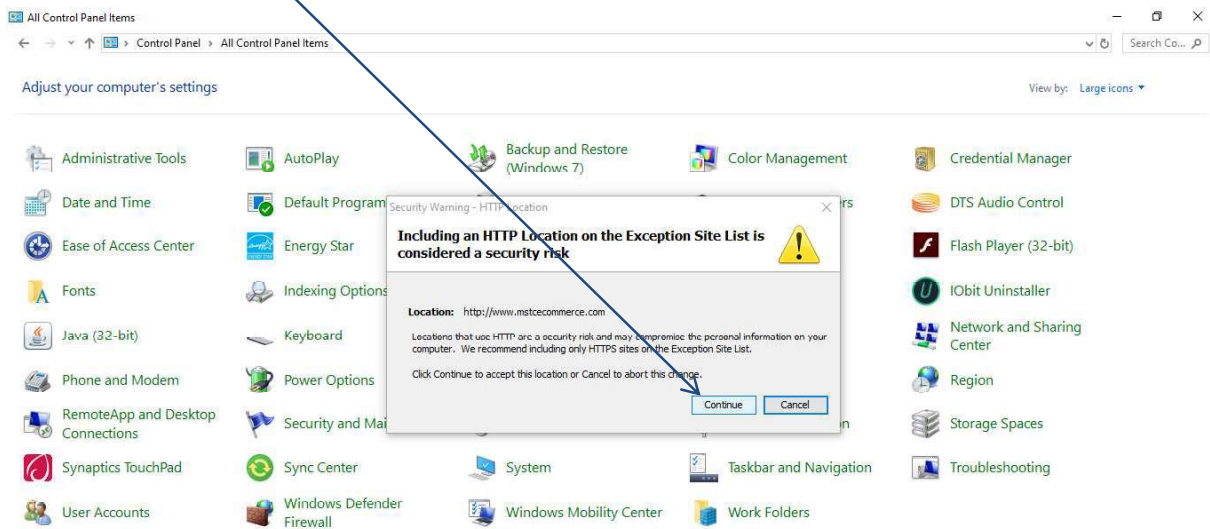 All Control Panel Items
Control Panel > All Control Panel Items
Search Co...
Adjust your computer's settings
View by: Large icons
Administrative Tools
AutoPlay
Backup and Restore
(Windows 7)
Color Management
Credential Manager
Date and Time
Default Program
rs
DTS Audio Control
Security Warning - HTTP Location
Including an HTTP Location on the Exception Site List is
considered a security risk
Location: http://www.mstcecommerce.com
Locations that use HTTP are a security risk and may compromise the personal information on your
computer. We recommend including only HTTPS sites on the Exception Site List.
Click Continue to accept this location or Cancel to abort this change.
Continue
Cancel
Ease of Access Center
Energy Star
Flash Player (32-bit)
Fonts
Indexing Options
IObit Uninstaller
Java (32-bit)
Keyboard
Network and Sharing
Center
Phone and Modem
Power Options
Region
RemoteApp and Desktop
Connections
Security and Mai
on
Storage Spaces
Synaptics TouchPad
Sync Center
System
Taskbar and Navigation
Troubleshooting
User Accounts
Windows Defender
Firewall
Windows Mobility Center
Work Folders